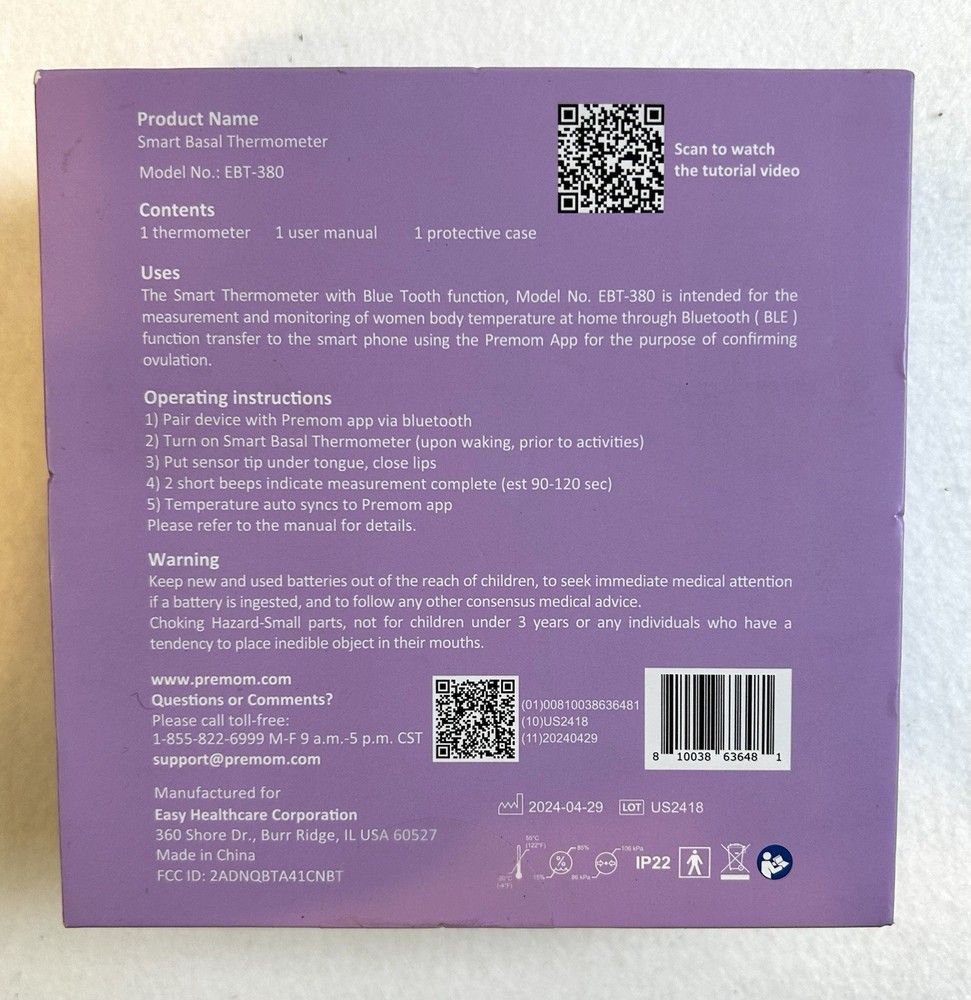 Product Name
Smart Basal Thermometer
Model No.: EBT-380
Scan to watch
the tutorial video
Contents
1 thermometer 1 user manual 1 protective case
Uses
The Smart Thermometer with Blue Tooth function, Model No. EBT-380 is intended for the
measurement and monitoring of women body temperature at home through Bluetooth ( BLE )
function transfer to the smart phone using the Premom App for the purpose of confirming
ovulation.
Operating instructions
1) Pair device with Premom app via bluetooth
2) Turn on Smart Basal Thermometer (upon waking, prior to activities)
3) Put sensor tip under tongue, close lips
4) 2 short beeps indicate measurement complete (est 90-120 sec)
5) Temperature auto syncs to Premom app
Please refer to the manual for details.
Warning
Keep new and used batteries out of the reach of children, to seek immediate medical attention
if a battery is ingested, and to follow any other consensus medical advice.
Choking Hazard-Small parts, not for children under 3 years or any individuals who have a
tendency to place inedible object in their mouths.
www.premom.com
Questions or Comments?
Please call toll-free:
1-855-822-6999 M-F 9 a.m.-5 p.m. CST
support@premom.com
(01)00810038636481
(10)US2418
(11)20240429
8 10038 63648 1
Manufactured for
Easy Healthcare Corporation
360 Shore Dr., Burr Ridge, IL USA 60527
Made in China
FCC ID: 2ADNQBTA41CNBT
2024-04-29 LOT US2418
55°C
(122°F)
-20°C
(-4°F)
85%
%
15%
106 kPa
IP22